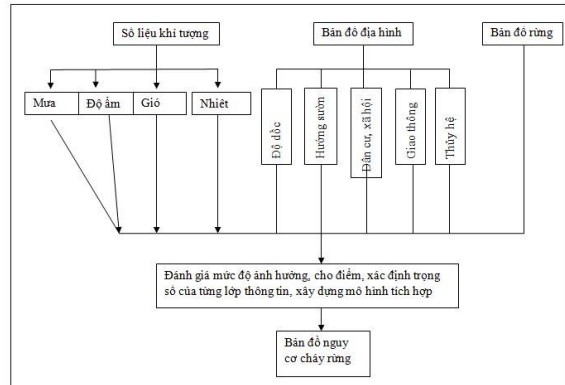 Số liệu khí tượng
Bản đồ địa hình
Bản đồ rừng
Mưa
Độ ẩm
Gió
Nhiêt
Độ dốc
Hướng sườn
Dân cư, xã hội
Giao thông
Thủy hệ
Đánh giá mức độ ảnh hưởng, cho điểm, xác định trọng
số của từng lớp thông tin, xây dựng mô hình tích hợp
Bản đồ nguy
cơ cháy rừng